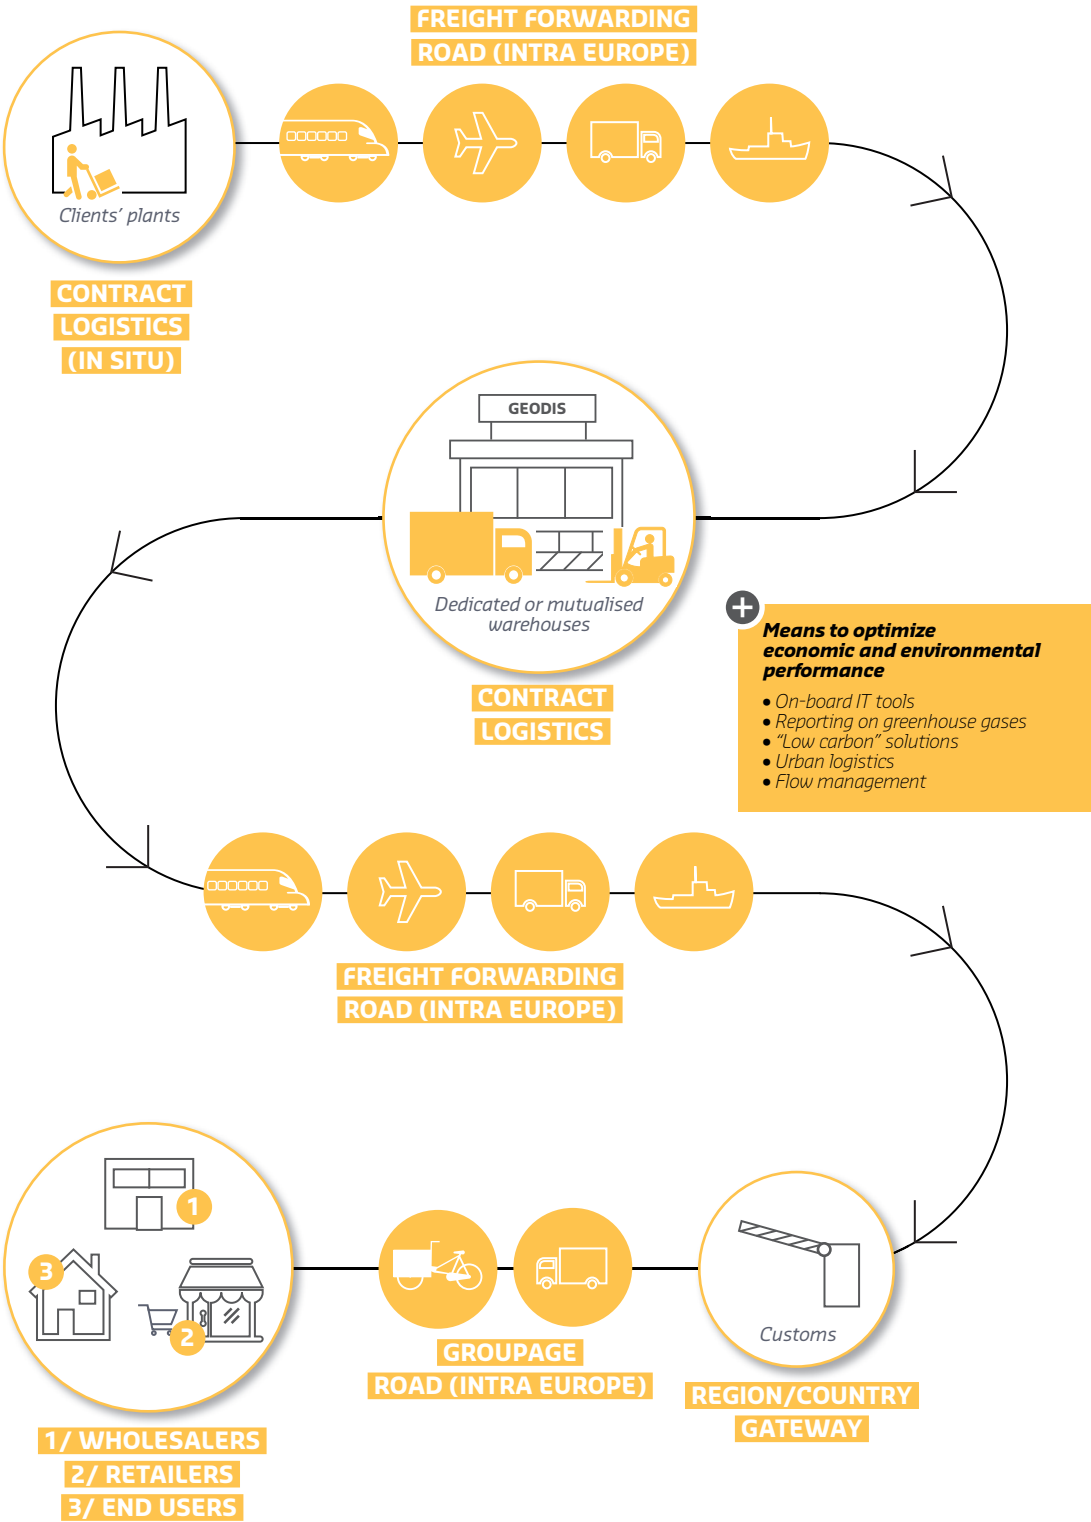 FREIGHT FORWARDING
ROAD (INTRA EUROPE)
Clients’ plants
CONTRACT
LOGISTICS
(IN SITU)
GEODIS
Dedicated or mutualised
warehouses
CONTRACT
LOGISTICS
Means to optimize
economic and environmental
performance
• On-board IT tools
• Reporting on greenhouse gases
• “Low carbon” solutions
• Urban logistics
• Flow management
FREIGHT FORWARDING
ROAD (INTRA EUROPE)
1
3
2
GROUPAGE
ROAD (INTRA EUROPE)
Customs
REGION/COUNTRY
GATEWAY
1/ WHOLESALERS
2/ RETAILERS
3/ END USERS